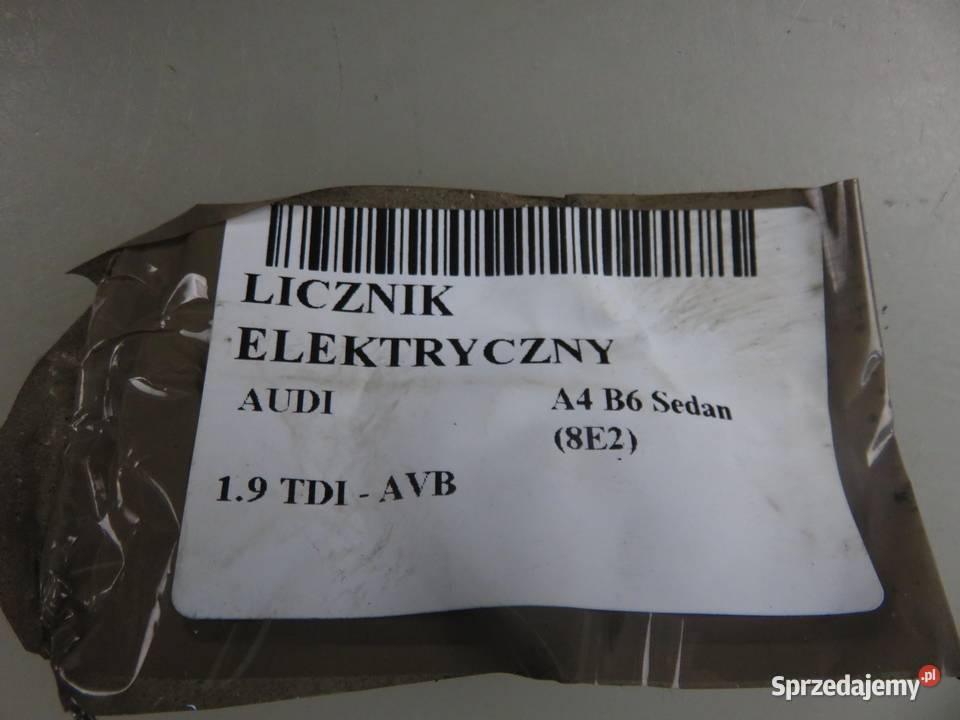 LICZNIK
ELEKTRYCZNY
AUDI A4 B6 Sedan
(8E2)
1.9 TDI - AVB
Sprzedajemy.pl